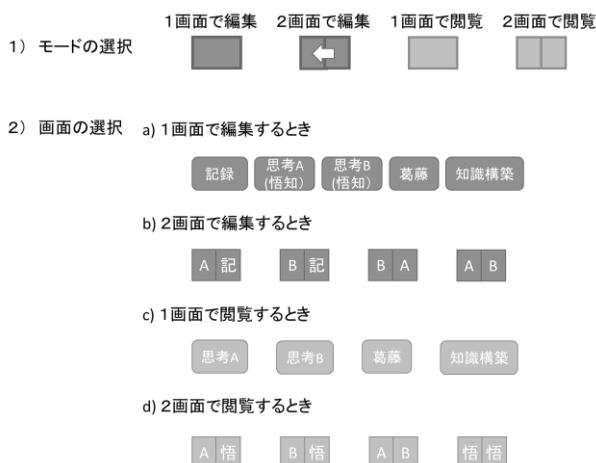 1画面で編集 2画面で編集 1画面で閲覧 2画面で閲覧
1) モードの選択
2) 画面の選択 a) 1画面で編集するとき
記録 思考A(悟知) 思考B(悟知) 葛藤 知識構築
b) 2画面で編集するとき
A 記 B 記 B A A B
c) 1画面で閲覧するとき
思考A 思考B 葛藤 知識構築
d) 2画面で閲覧するとき
A 悟 B 悟 A B 悟 悟